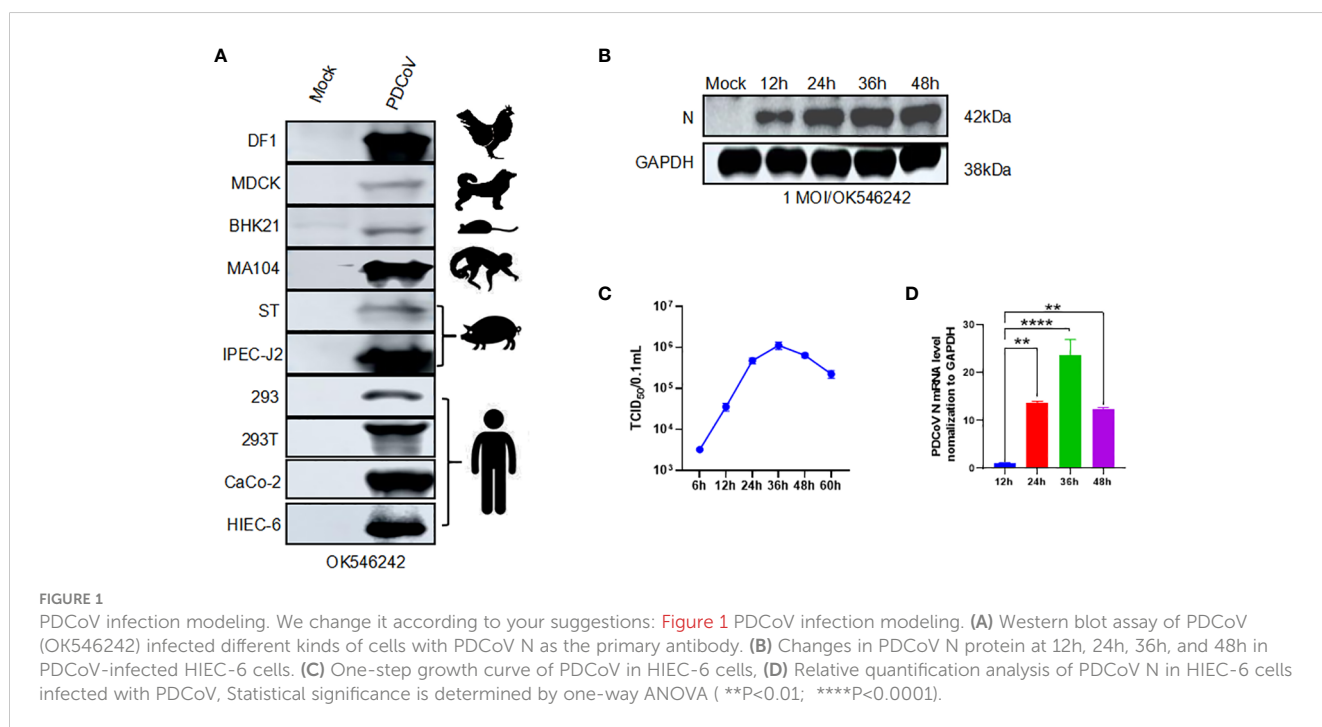 A
Mock
PDCoV
DF1
MDCK
BHK21
MA104
ST
IPEC-J2
293
293T
CaCo-2
HIEC-6
OK546242
B
Mock 12h 24h 36h 48h
N 42kDa
GAPDH 38kDa
1 MOI/OK546242
C
TCID50/0.1mL
10⁷
10⁶
10⁵
10⁴
10³
6h 12h 24h 36h 48h 60h
D
PDCoV N mRNA level
nomalization to GAPDH
30
20
10
0
**
****
**
12h 24h 36h 48h
FIGURE 1
PDCoV infection modeling. We change it according to your suggestions: Figure 1 PDCoV infection modeling. (A) Western blot assay of PDCoV
(OK546242) infected different kinds of cells with PDCoV N as the primary antibody. (B) Changes in PDCoV N protein at 12h, 24h, 36h, and 48h in
PDCoV-infected HIEC-6 cells. (C) One-step growth curve of PDCoV in HIEC-6 cells, (D) Relative quantification analysis of PDCoV N in HIEC-6 cells
infected with PDCoV, Statistical significance is determined by one-way ANOVA ( **P<0.01; ****P<0.0001).